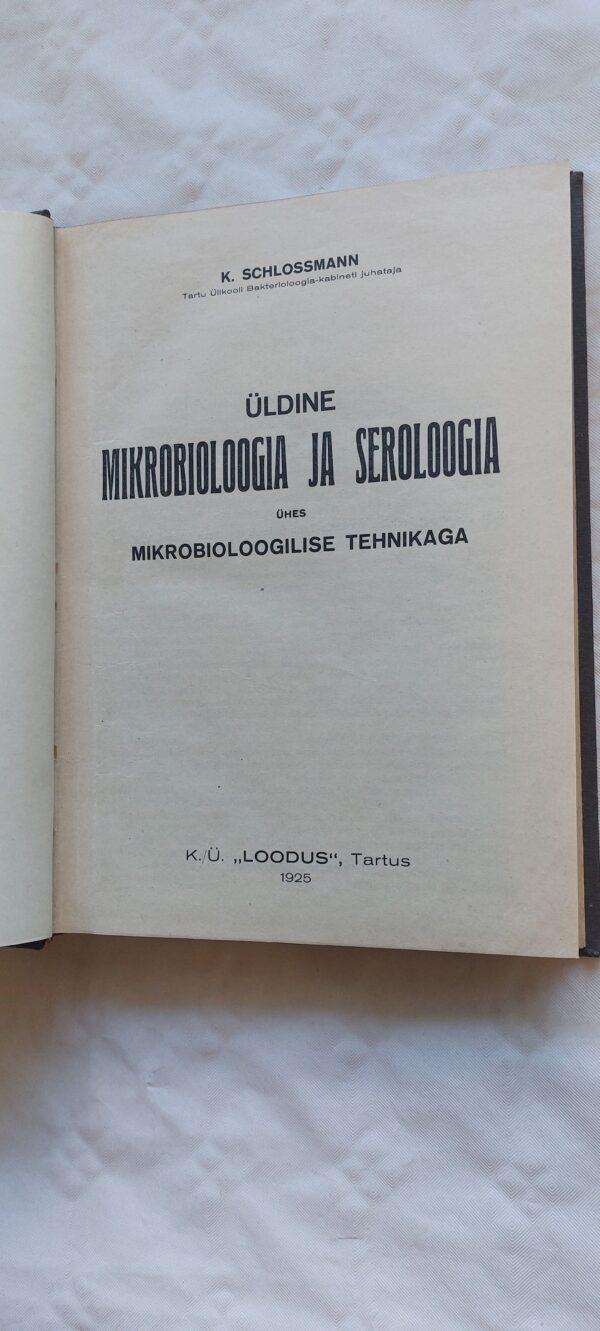 K. SCHLOSSMANN
Tartu Ülikooli Bakterioloogia-kabineti juhataja
ÜLDINE
MIKROBIOLOOGIA JA SEROLOOGIA
ÜHES
MIKROBIOLOOGILISE TEHNIKAGA
K./Ü. „LOODUS“, Tartus
1925